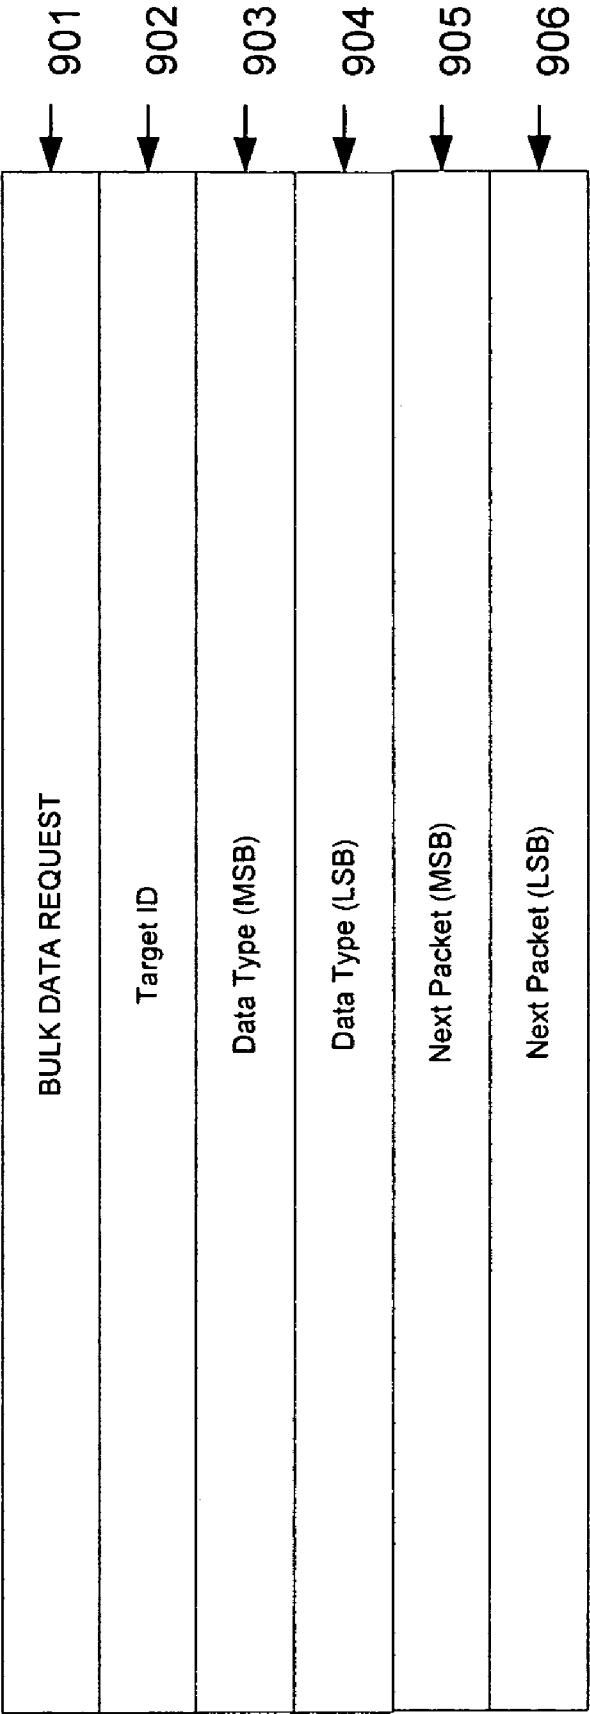 BULK DATA REQUEST 901
Target ID 902
Data Type (MSB) 903
Data Type (LSB) 904
Next Packet (MSB) 905
Next Packet (LSB) 906